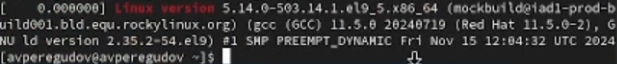 [    0.000000] Linux version 5.14.0-503.14.1.el9_5.x86_64 (mockbuild@iad1-prod-b
uild001.bld.equ.rockylinux.org) (gcc (GCC) 11.5.0 20240719 (Red Hat 11.5.0-2), G
NU ld version 2.35.2-54.el9) #1 SMP PREEMPT_DYNAMIC Fri Nov 15 12:04:32 UTC 2024
[avperegudov@avperegudov ~]$